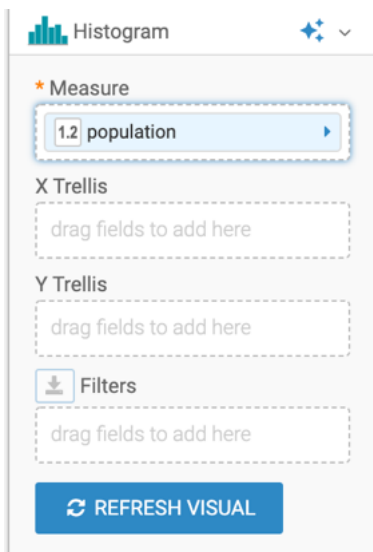 Histogram
* Measure
1.2 population
X Trellis
drag fields to add here
Y Trellis
drag fields to add here
Filters
drag fields to add here
REFRESH VISUAL